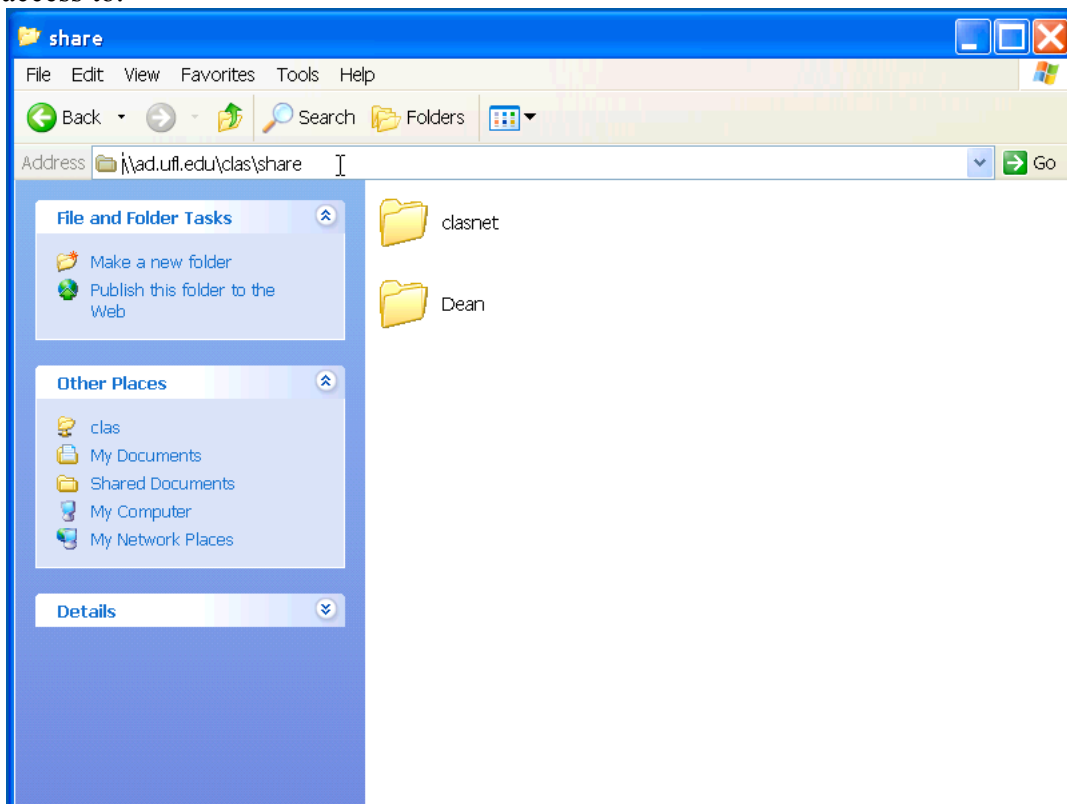 access to.
share
File Edit View Favorites Tools Help
Back Search Folders
Address \\ad.ufl.edu\clas\share Go
File and Folder Tasks
Make a new folder
Publish this folder to the
Web
Other Places
clas
My Documents
Shared Documents
My Computer
My Network Places
Details
clasnet
Dean